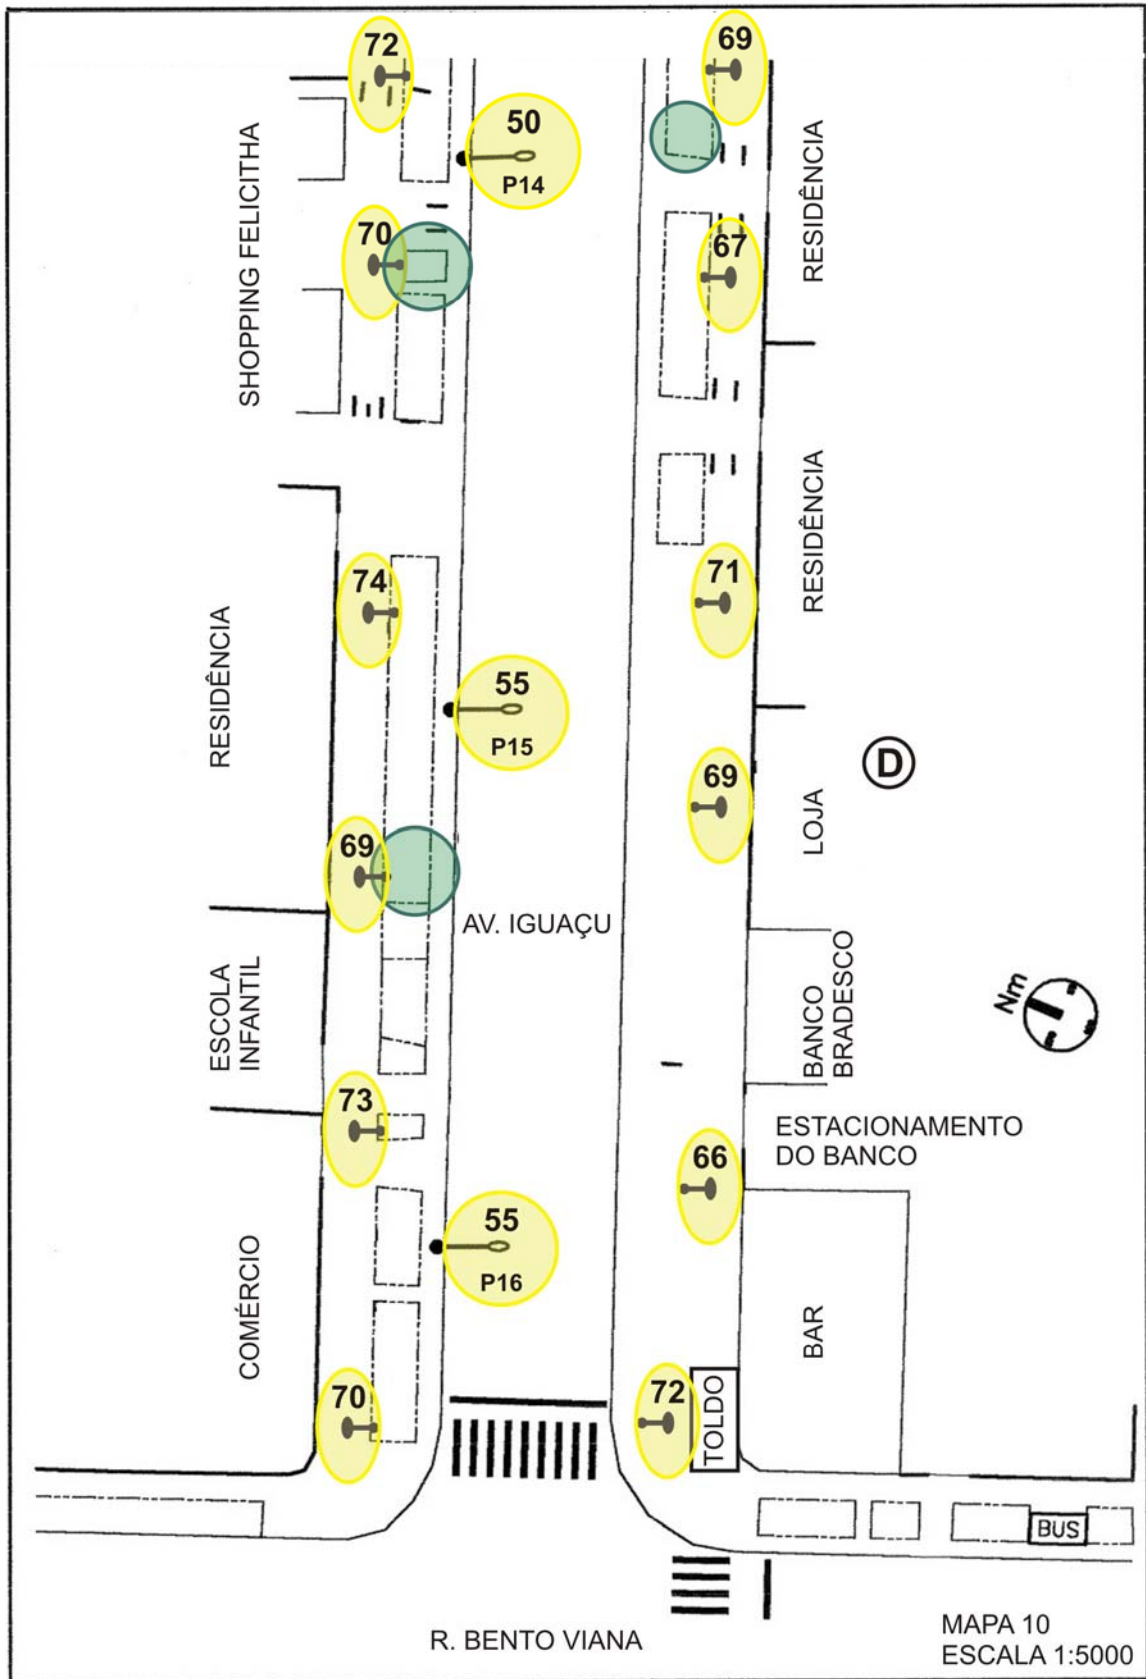 72
69
50
P14
SHOPPING FELICITHA
RESIDÊNCIA
70
67
74
71
RESIDÊNCIA
RESIDÊNCIA
55
P15
69
D
LOJA
69
AV. IGUAÇU
ESCOLA
INFANTIL
BANCO
BRADESCO
Nm
73
ESTACIONAMENTO
DO BANCO
66
55
P16
COMÉRCIO
BAR
70
72
TOLDO
BUS
R. BENTO VIANA
MAPA 10
ESCALA 1:5000